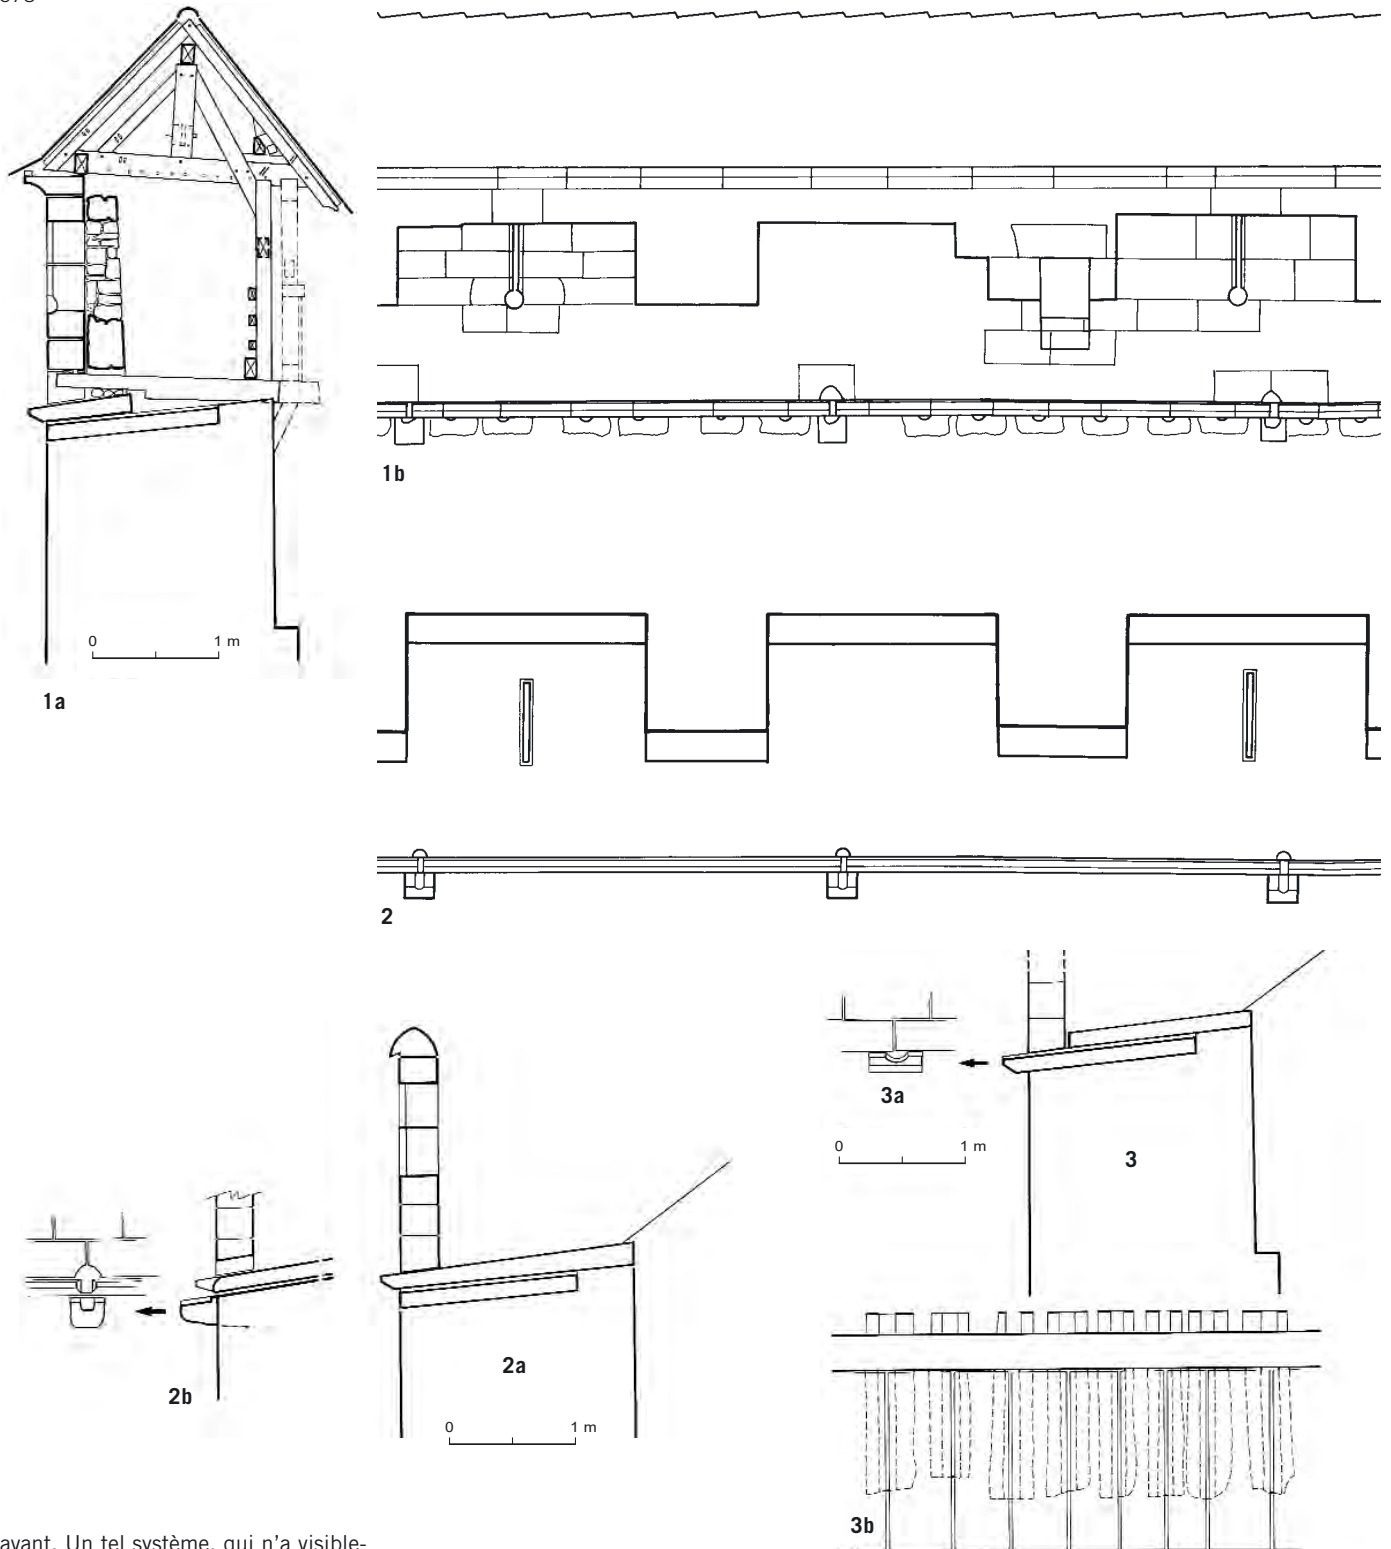 0 1 m
1a
1b
2
3a
0 1 m
3
2b
2a
0 1 m
3b
avant. Un tel système, qui n'a visible-